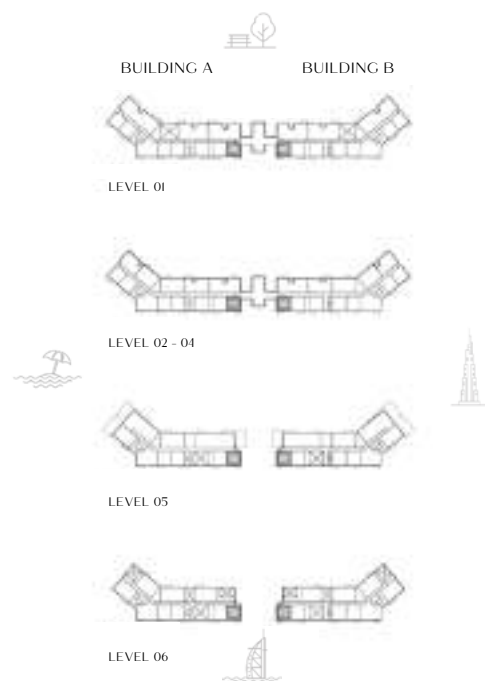 BUILDING A
BUILDING B
LEVEL 01
LEVEL 02 - 04
LEVEL 05
LEVEL 06